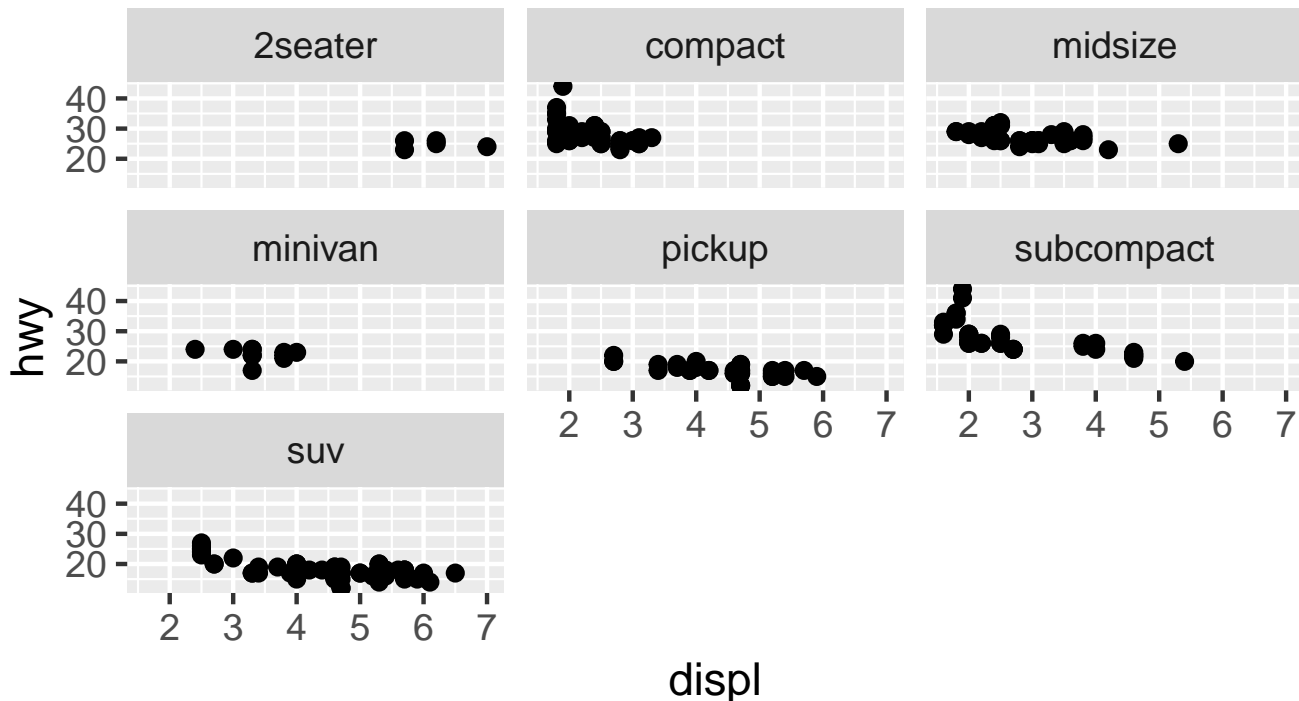 2seater compact midsize
40
30
20
minivan pickup subcompact
hwy
40
30
20
2 3 4 5 6 7 2 3 4 5 6 7
suv
40
30
20
2 3 4 5 6 7
displ